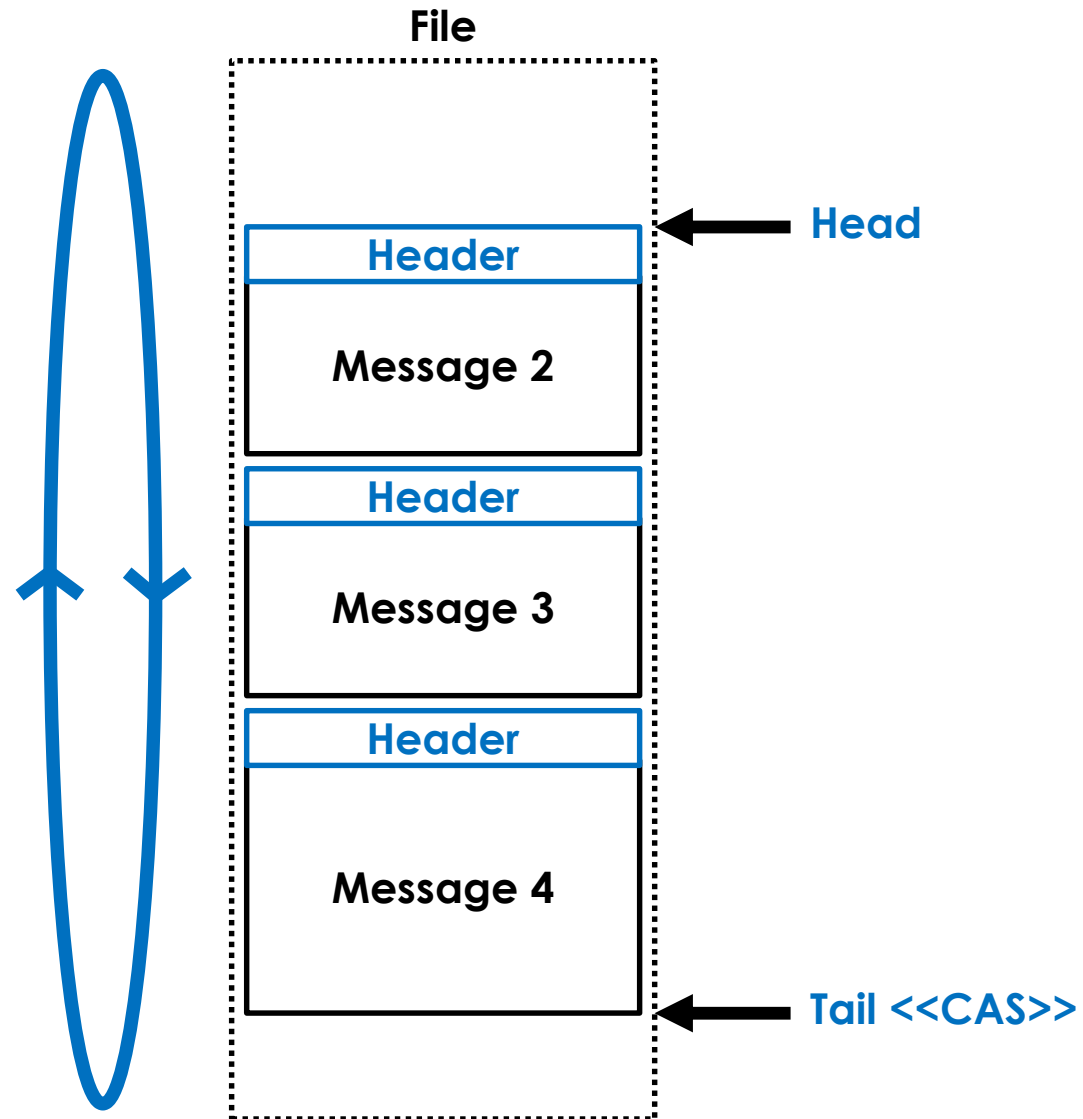 File
Head
Header
Message 2
Header
Message 3
Header
Message 4
Tail <<CAS>>